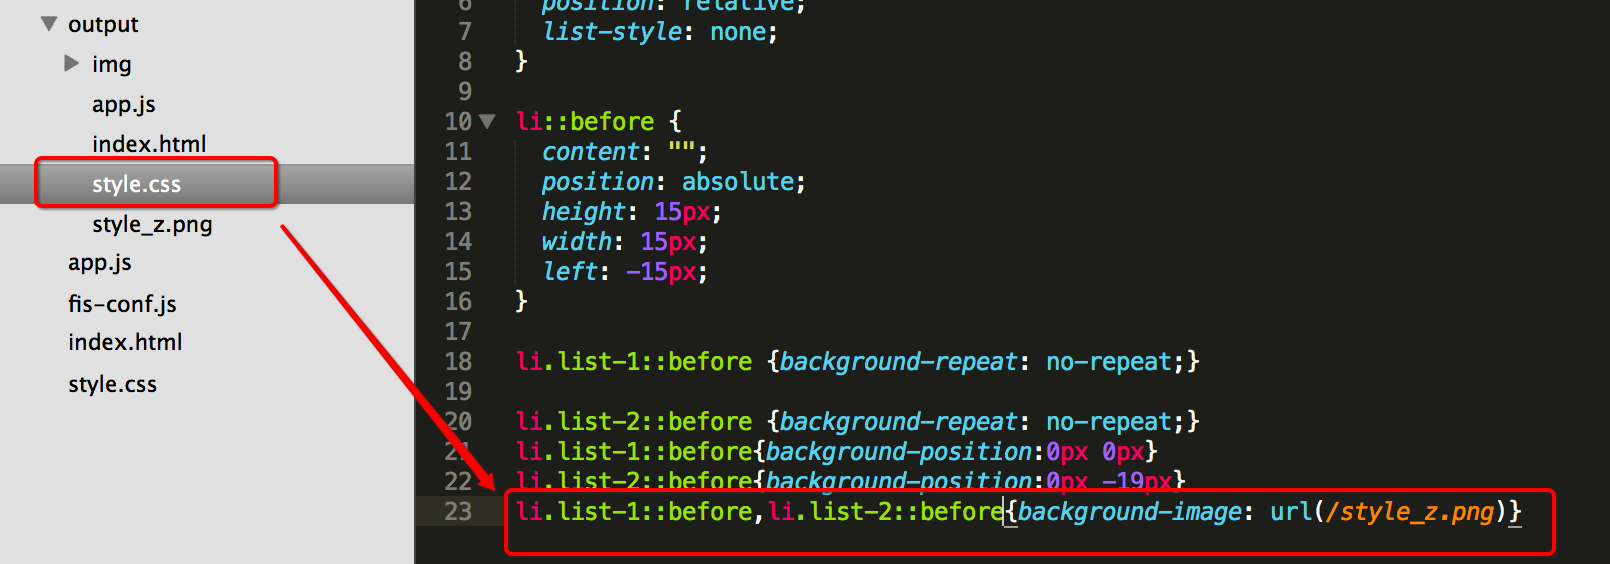 output
img
app.js
index.html
style.css
style_z.png
app.js
fis-conf.js
index.html
style.css
6 position: relative;
7 list-style: none;
8 }
9
10 li::before {
11 content: "";
12 position: absolute;
13 height: 15px;
14 width: 15px;
15 left: -15px;
16 }
17
18 li.list-1::before {background-repeat: no-repeat;}
19
20 li.list-2::before {background-repeat: no-repeat;}
21 li.list-1::before{background-position:0px 0px}
22 li.list-2::before{background-position:0px -19px}
23 li.list-1::before,li.list-2::before{background-image: url(/style_z.png)}